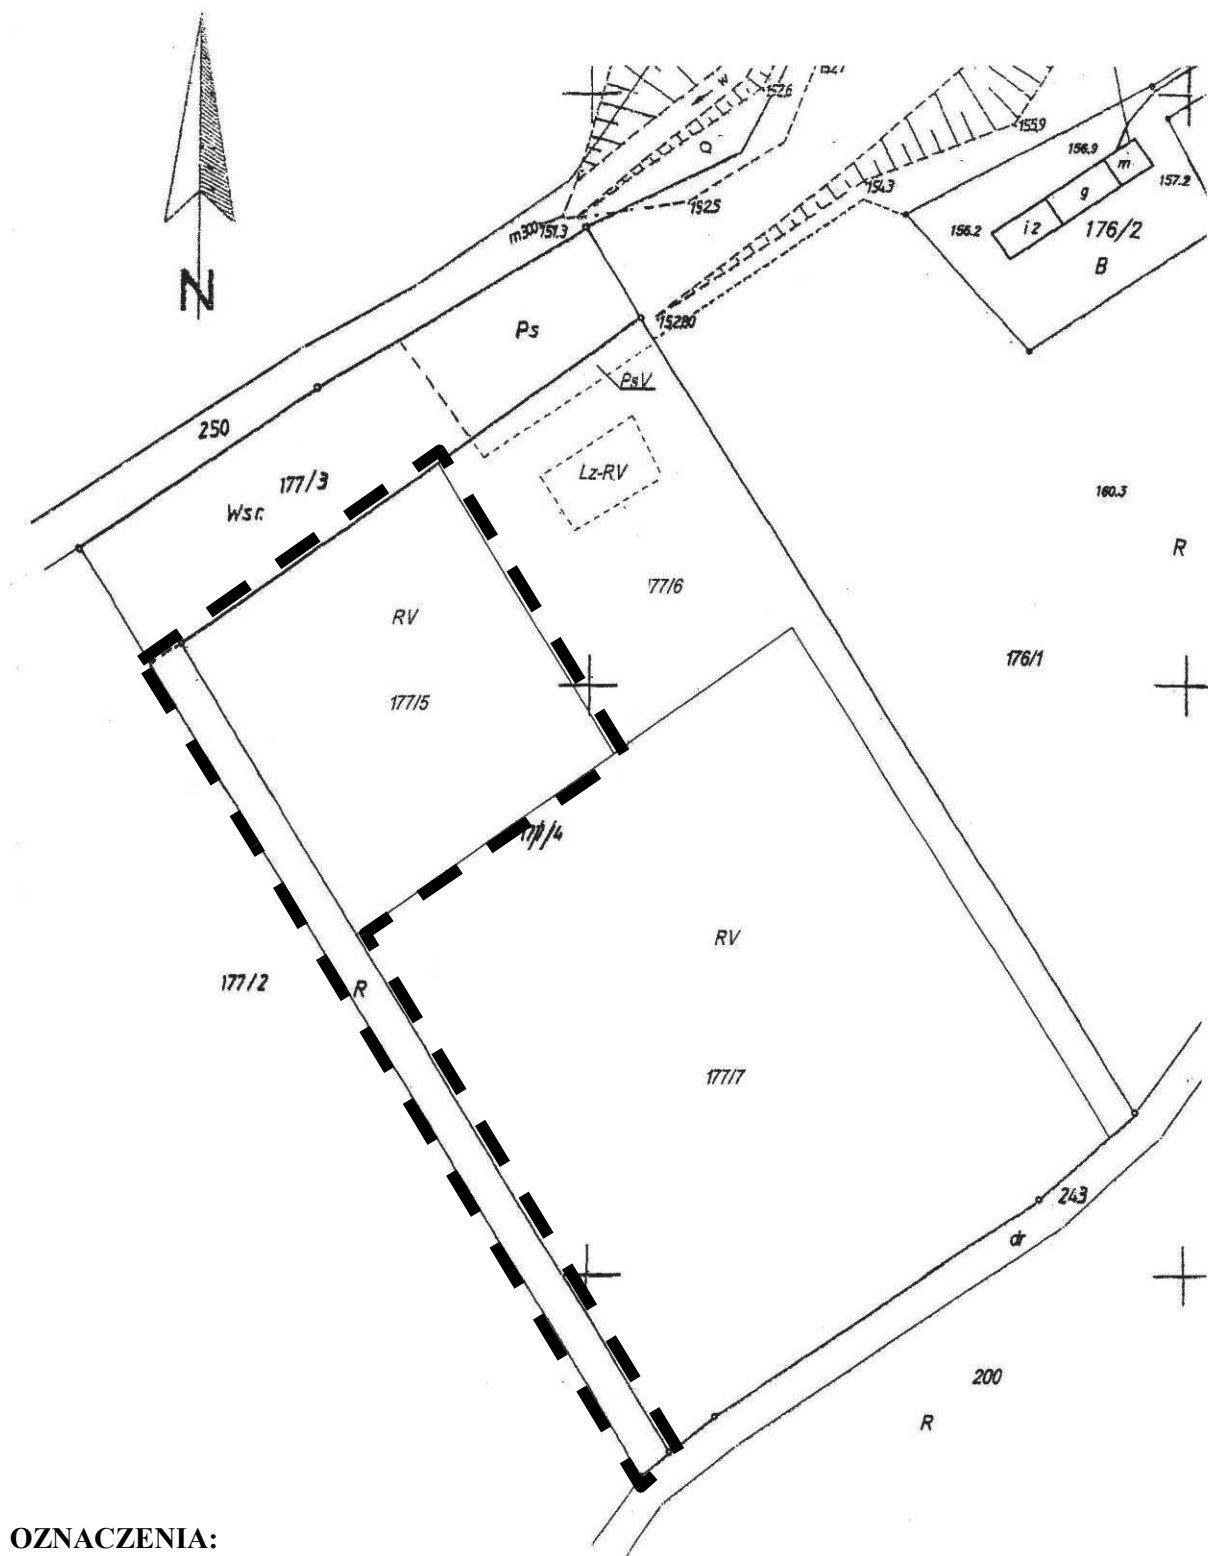 152.6
W
Q
155.9
156.9
m
157.2
g
154.3
152.5
m300
151.3
156.2
i2
176/2
B
N
Ps
152.80
PsV
250
Lz-RV
177/3
Wsr.
160.3
R
177/6
RV
176/1
177/5
RV
177/2
R
177/7
243
dr
200
R
OZNACZENIA: